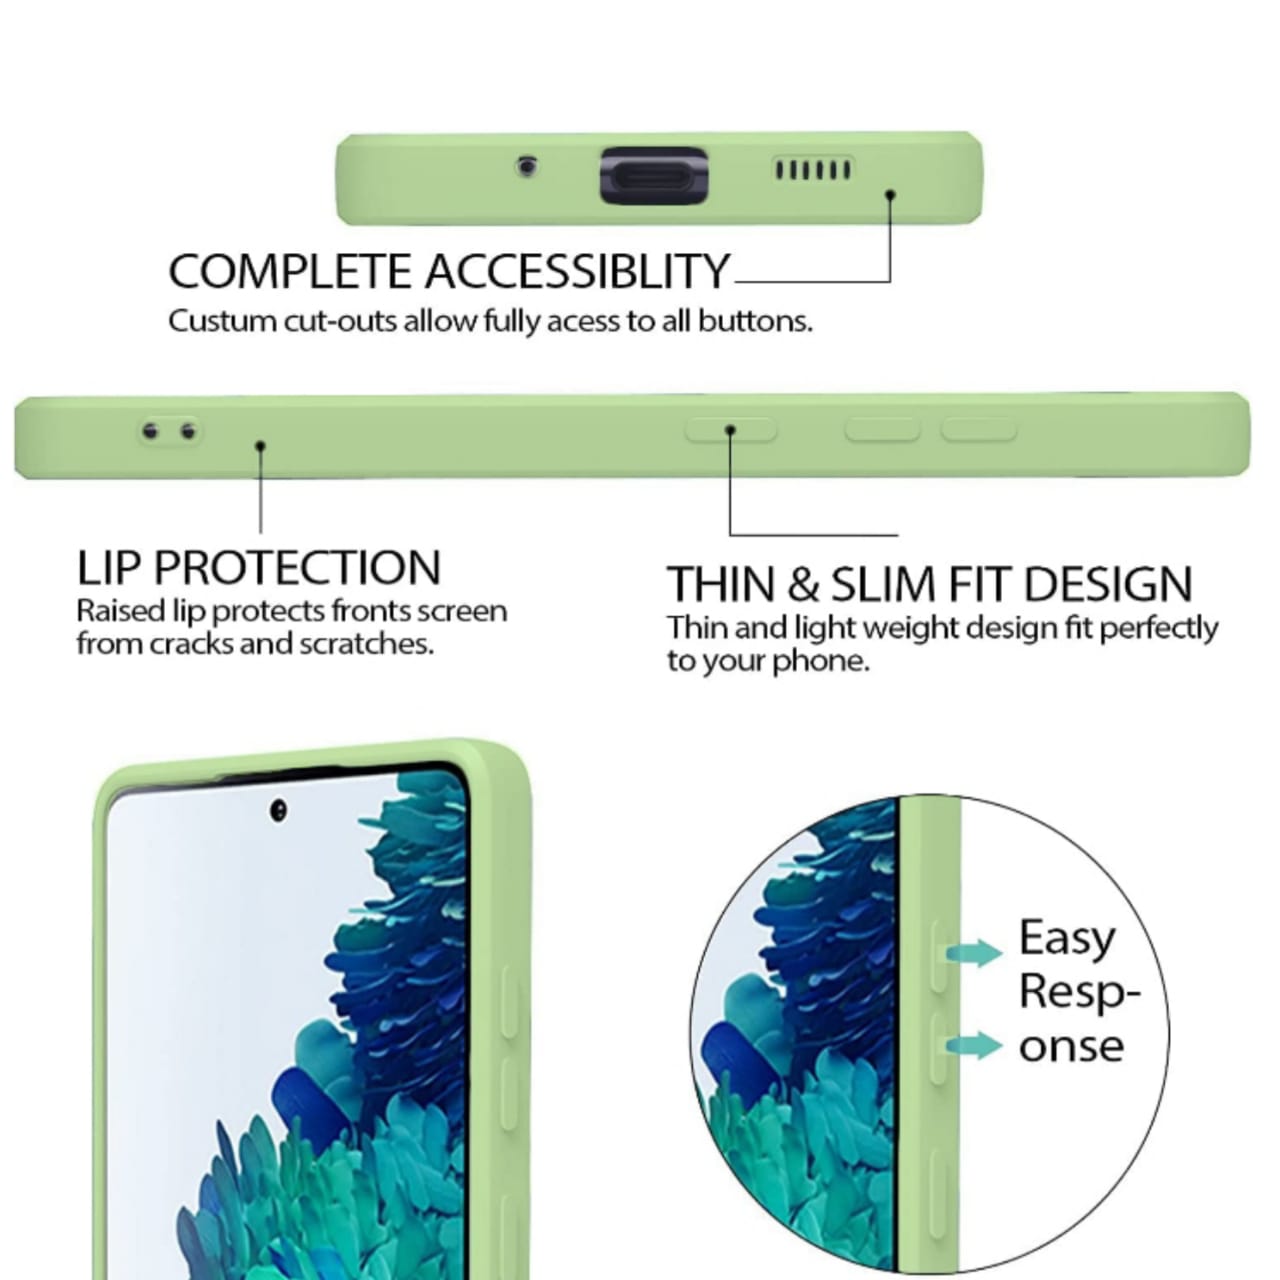 COMPLETE ACCESSIBLITY
Custum cut-outs allow fully acess to all buttons.
LIP PROTECTION
Raised lip protects fronts screen
from cracks and scratches.
THIN & SLIM FIT DESIGN
Thin and light weight design fit perfectly
to your phone.
Easy
Resp-
onse